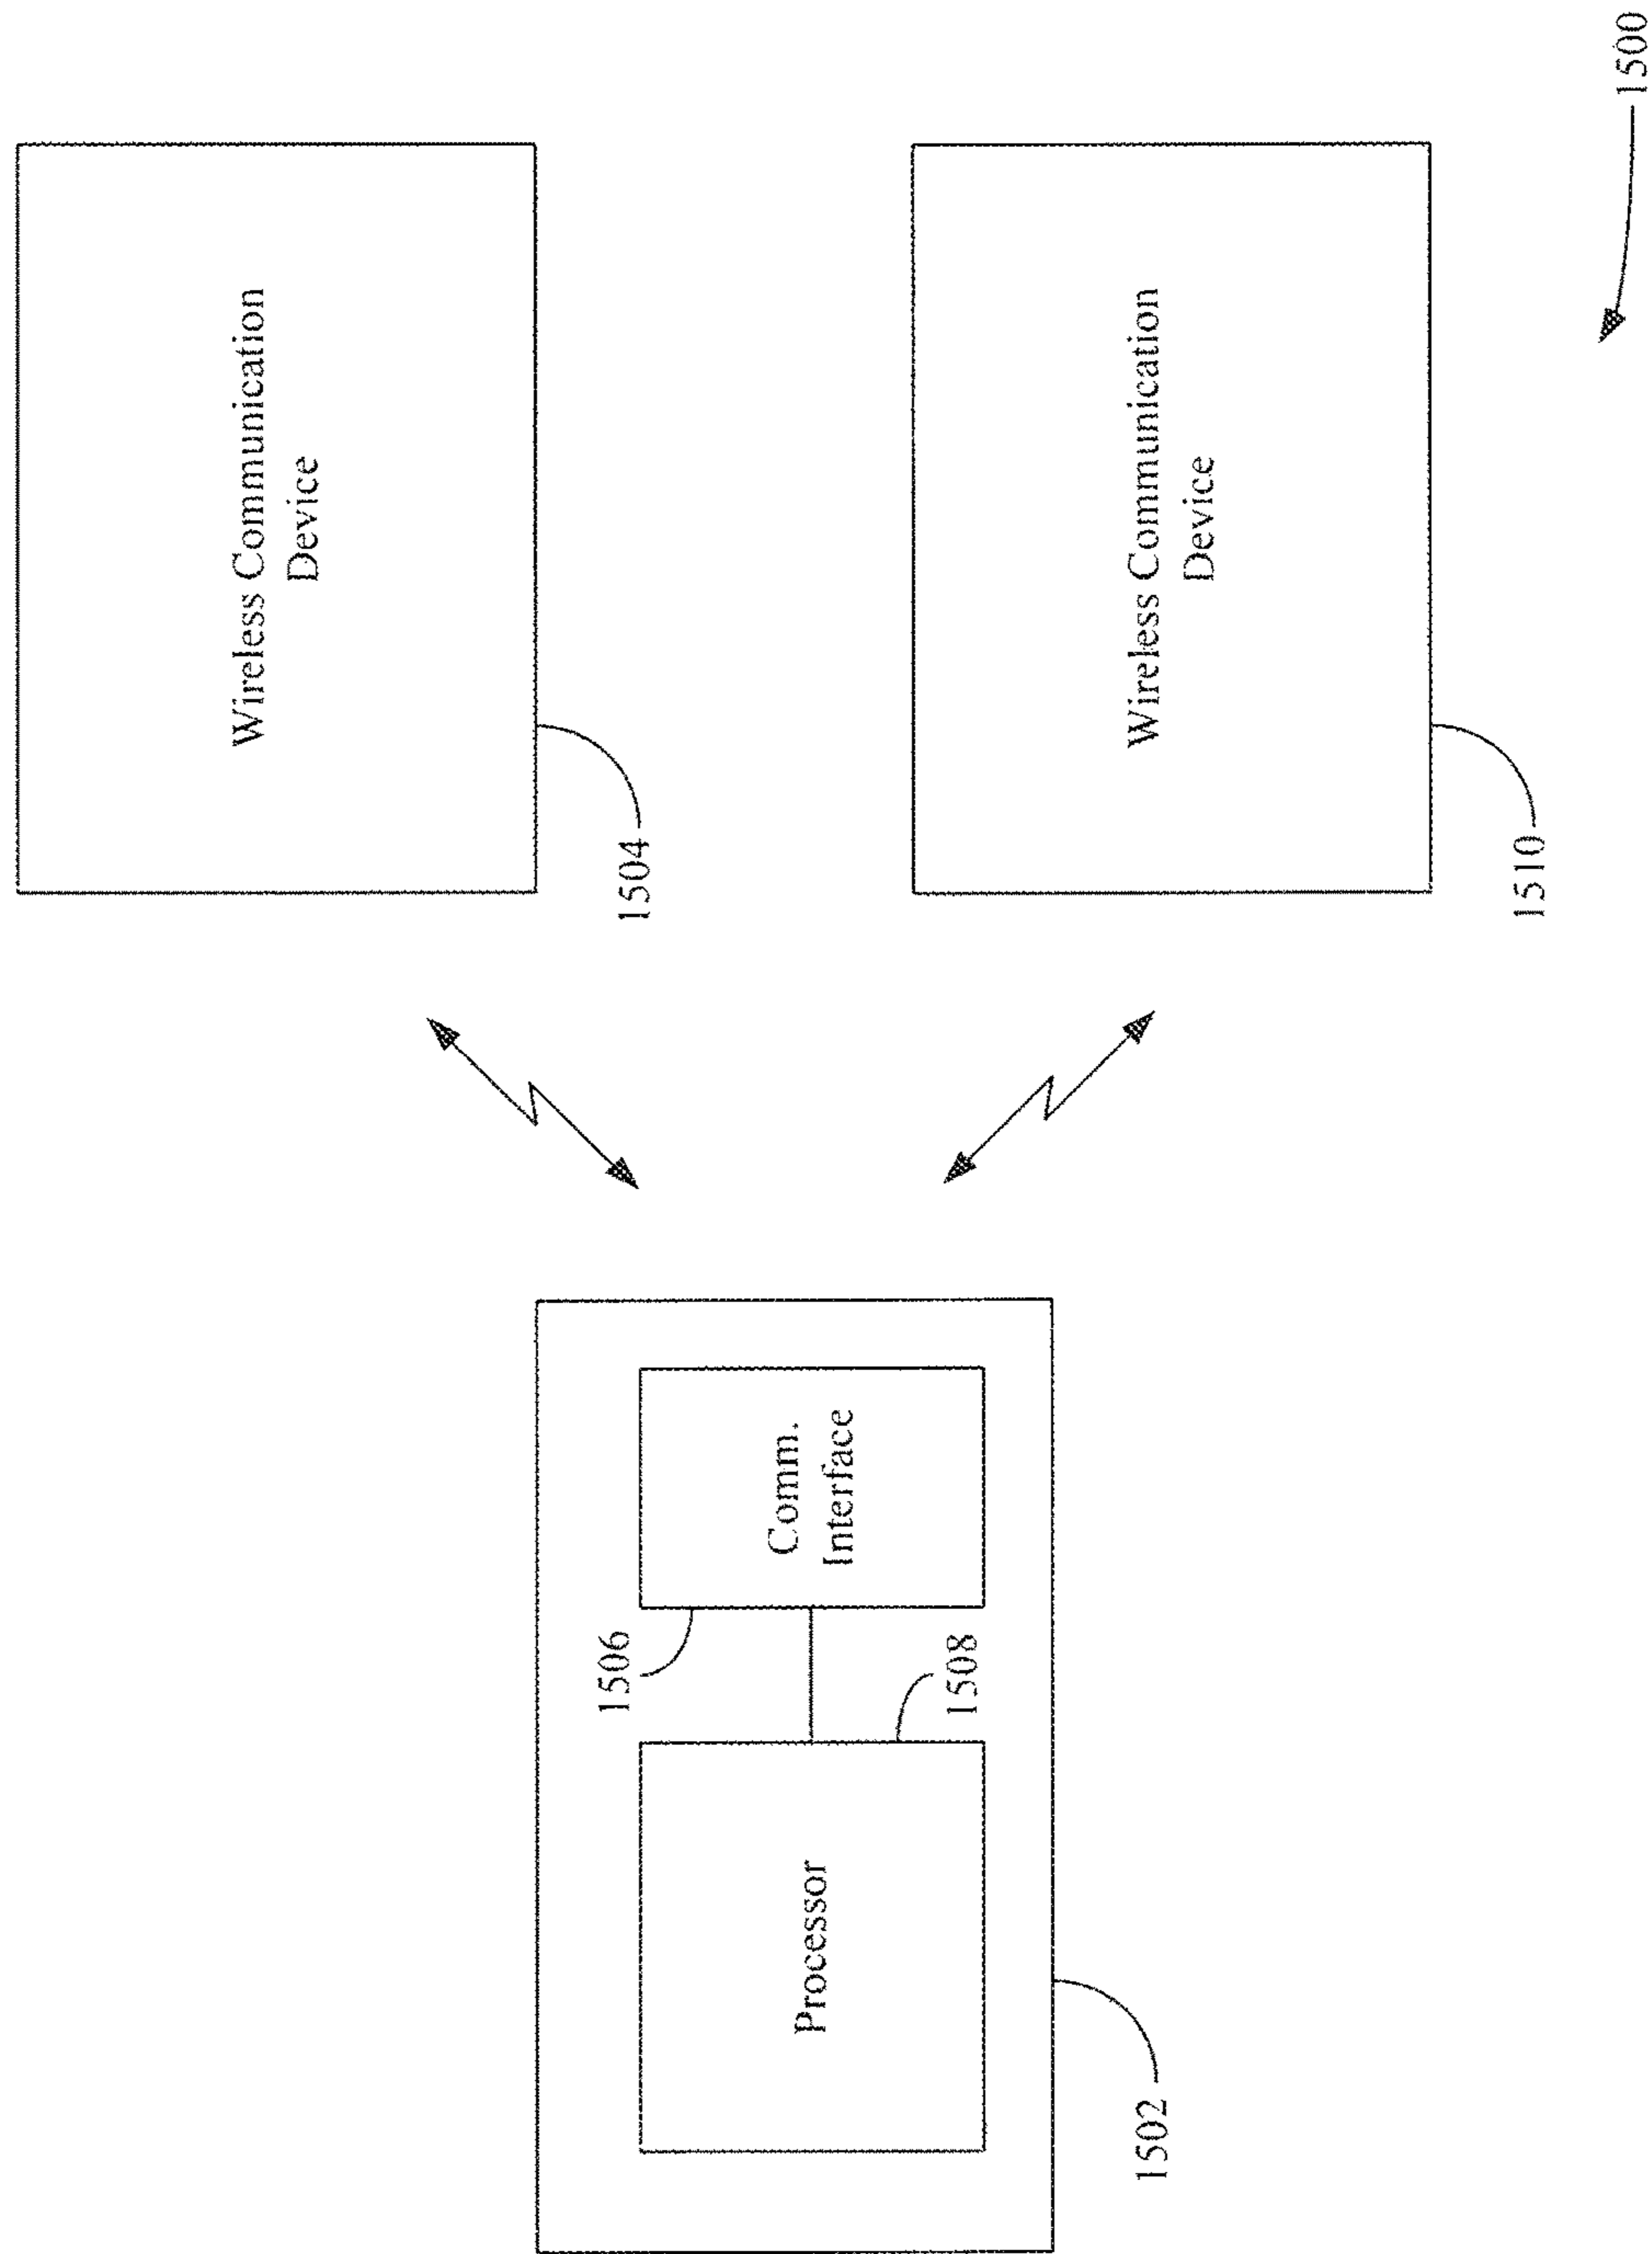 Wireless Communication
Device
1504
Processor
1506
1508
Comm.
Interface
1502
Wireless Communication
Device
1510
1500